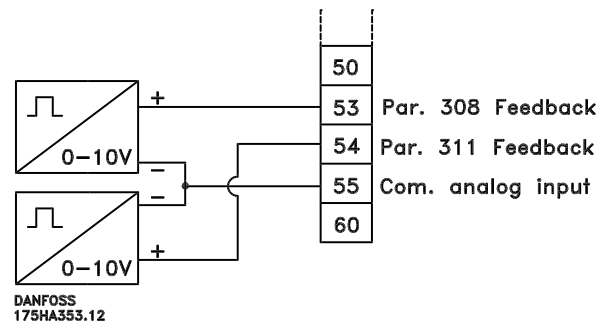 50
+
53 Par. 308 Feedback
0-10V
54 Par. 311 Feedback
−
55 Com. analog input
−
60
+
0-10V
DANFOSS
175HA353.12